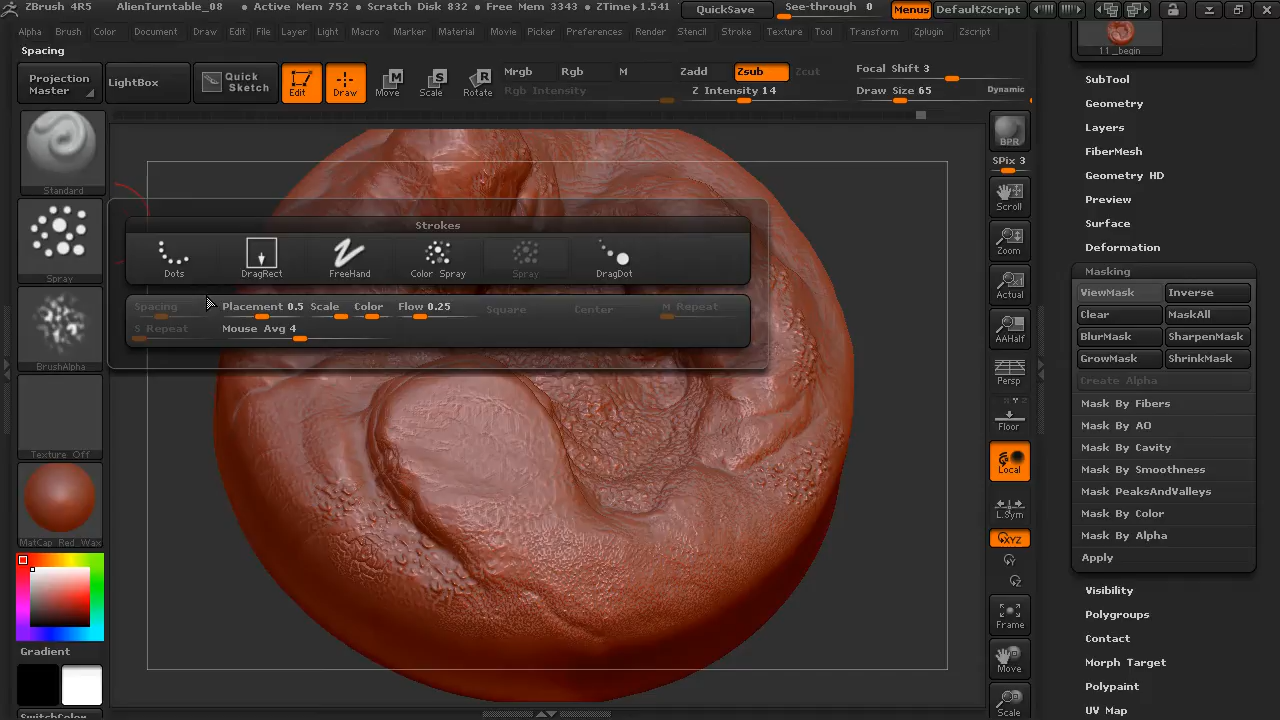 ZBrush 4R5 AlienTurntable_08 • Active Mem 752 • Scratch Disk 832 • Free Mem 3343 • ZTime▸1.541 QuickSave See-through 0 Menus DefaultZScript
Alpha Brush Color Document Draw Edit File Layer Light Macro Marker Material Movie Picker Preferences Render Stencil Stroke Texture Tool Transform Zplugin Zscript
Spacing
Projection Master
LightBox
Quick Sketch
Edit
Draw
Move
Scale
Rotate
Mrgb Rgb M
Rgb Intensity
Zadd Zsub Zcut
Z Intensity 14
Focal Shift 3
Draw Size 65
Dynamic
Standard
Spray
BrushAlpha
Texture Off
MatCap Red Wax
Gradient
SwitchColor
Strokes
Dots DragRect FreeHand Color Spray Spray DragDot
Spacing Placement 0.5 Scale Color Flow 0.25 Square Center M Repeat
S Repeat Mouse Avg 4
BPR
SPix 3
Scroll
Zoom
Actual
AAHalf
Persp
Floor
Local
L.Sym
XYZ
Y
Z
Frame
Move
Scale
11_begin
SubTool
Geometry
Layers
FiberMesh
Geometry HD
Preview
Surface
Deformation
Masking
ViewMask Inverse
Clear MaskAll
BlurMask SharpenMask
GrowMask ShrinkMask
Create Alpha
Mask By Fibers
Mask By AO
Mask By Cavity
Mask By Smoothness
Mask PeaksAndValleys
Mask By Color
Mask By Alpha
Apply
Visibility
Polygroups
Contact
Morph Target
Polypaint
UV Map